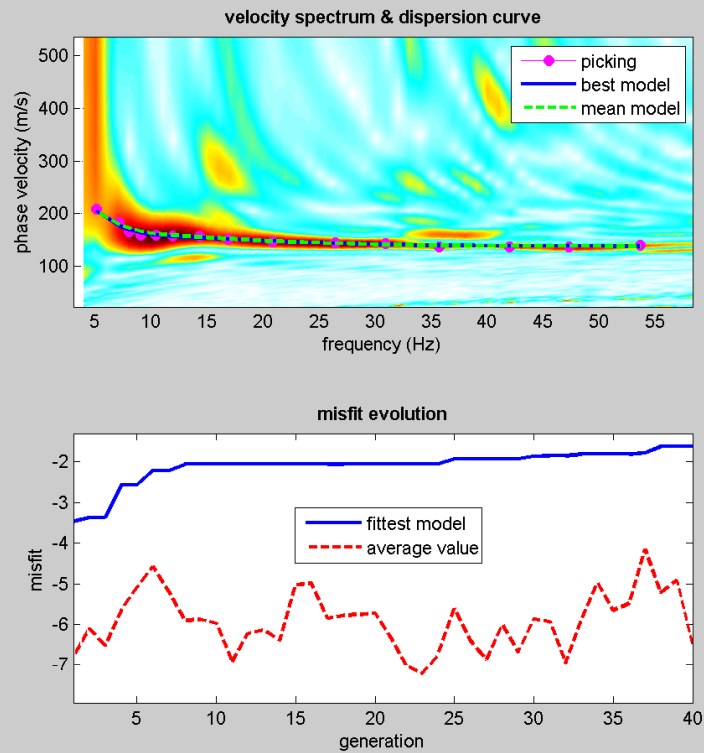 velocity spectrum & dispersion curve
phase velocity (m/s)
500
400
300
200
100
picking
best model
mean model
5 10 15 20 25 30 35 40 45 50 55
frequency (Hz)
misfit evolution
misfit
-2
-3
-4
-5
-6
-7
fittest model
average value
5 10 15 20 25 30 35 40
generation